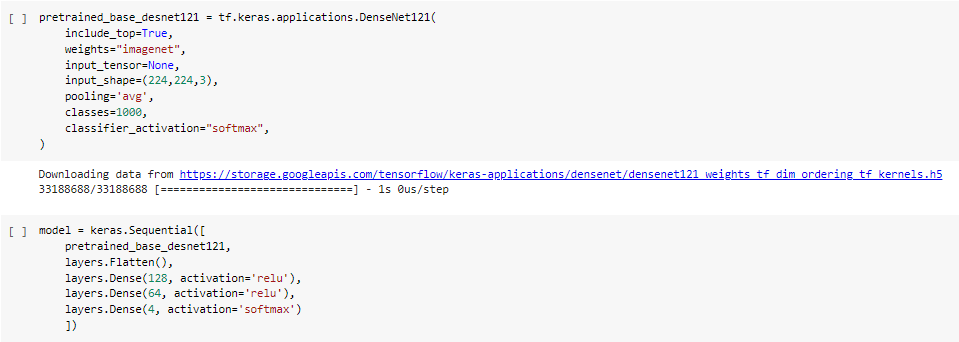 [ ] pretrained_base_desnet121 = tf.keras.applications.DenseNet121(
include_top=True,
weights="imagenet",
input_tensor=None,
input_shape=(224,224,3),
pooling='avg',
classes=1000,
classifier_activation="softmax",
)
Downloading data from https://storage.googleapis.com/tensorflow/keras-applications/densenet/densenet121_weights_tf_dim_ordering_tf_kernels.h5
33188688/33188688 [==============================] - 1s 0us/step
[ ] model = keras.Sequential([
pretrained_base_desnet121,
layers.Flatten(),
layers.Dense(128, activation='relu'),
layers.Dense(64, activation='relu'),
layers.Dense(4, activation='softmax')
])